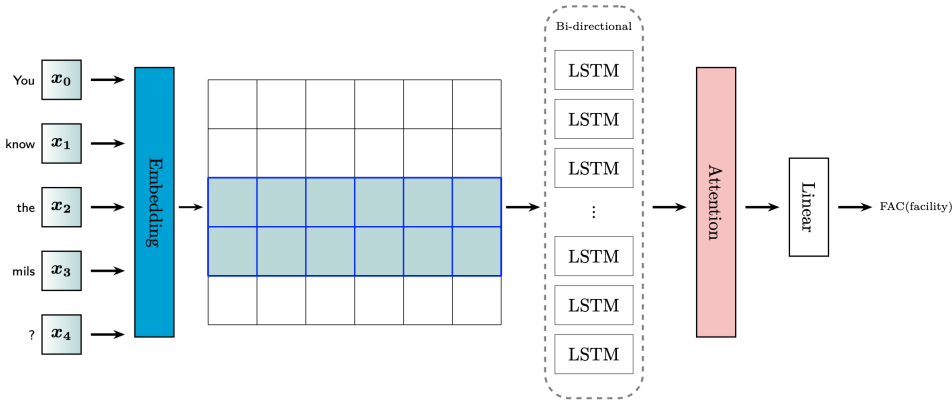 You x₀
know x₁
the x₂
mils x₃
? x₄
Embedding
Bi-directional
LSTM
LSTM
LSTM
...
LSTM
LSTM
LSTM
Attention
Linear
FAC(facility)